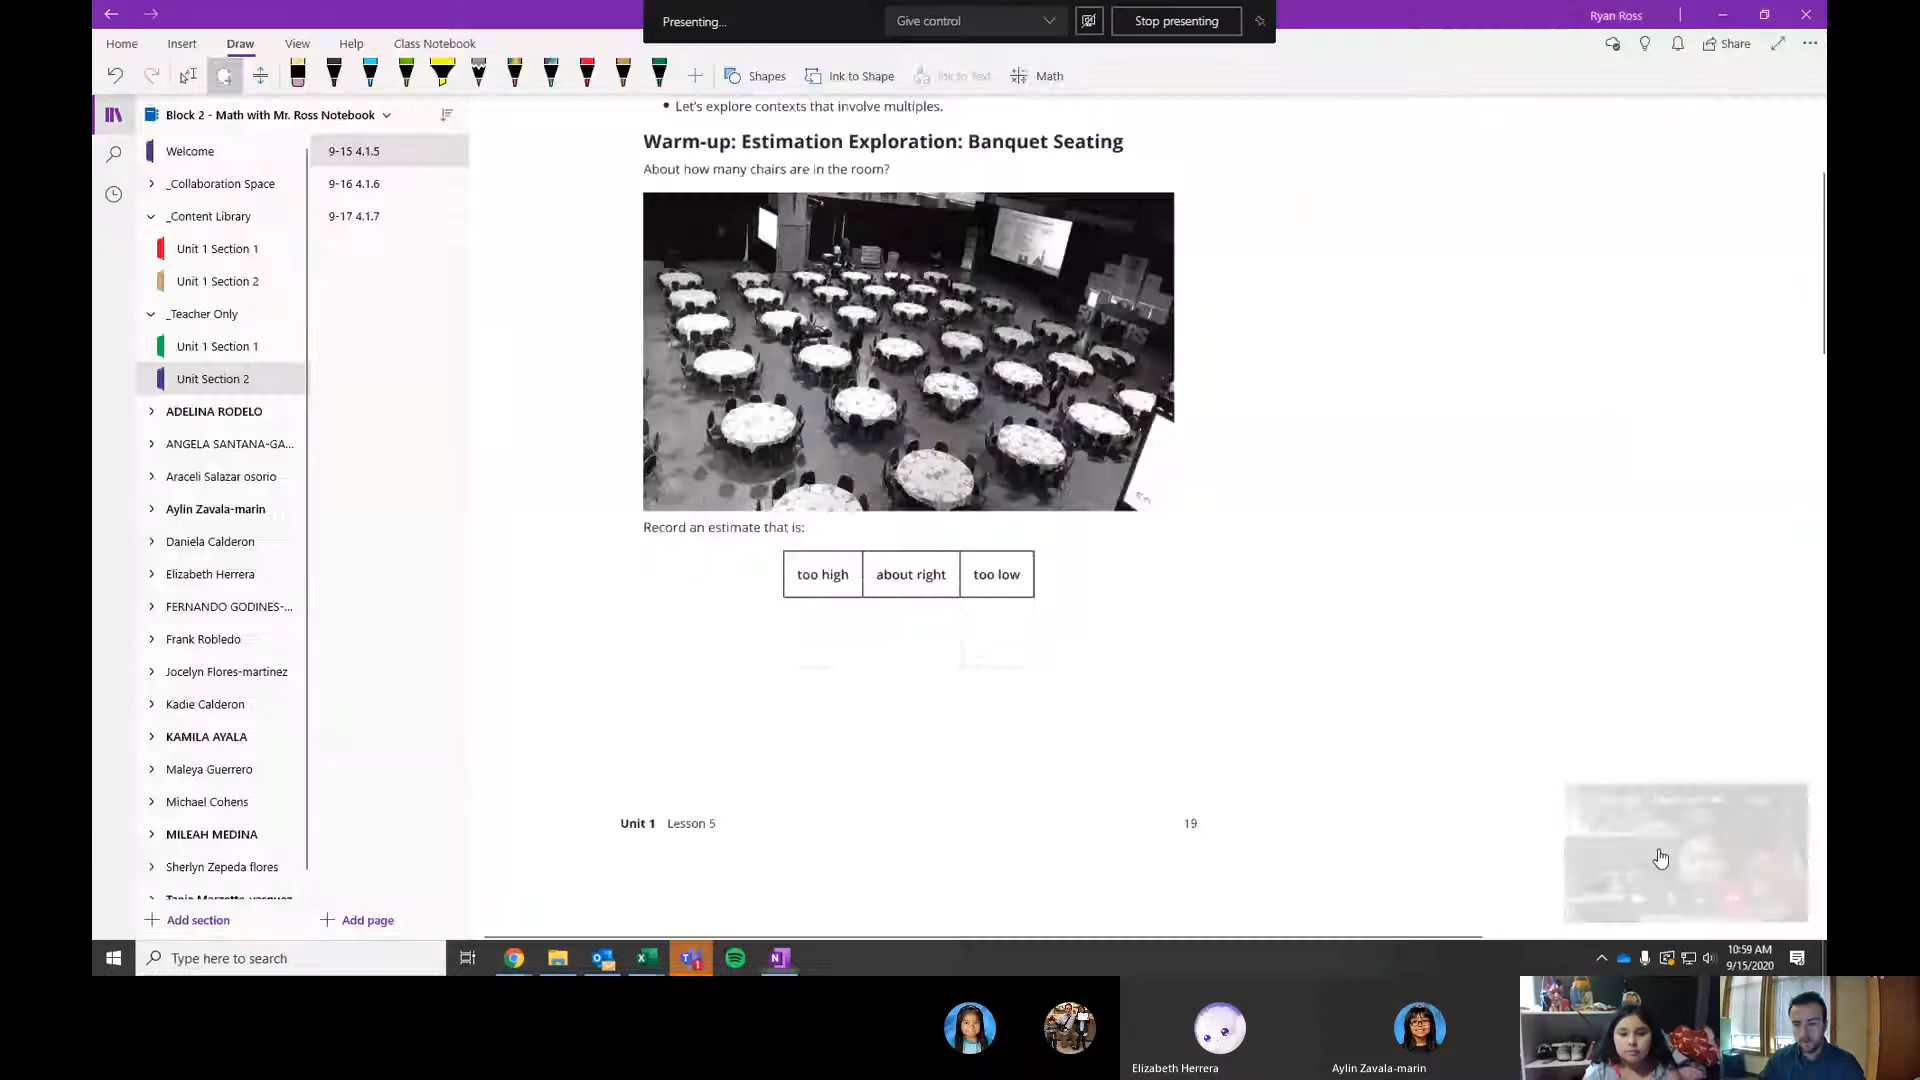 Presenting...
Give control
Stop presenting
Ryan Ross
Home
Insert
Draw
View
Help
Class Notebook
Share
Shapes
Ink to Shape
Ink to Text
Math
Block 2 - Math with Mr. Ross Notebook
Welcome
_Collaboration Space
_Content Library
Unit 1 Section 1
Unit 1 Section 2
_Teacher Only
Unit 1 Section 1
Unit Section 2
ADELINA RODELO
ANGELA SANTANA-GA...
Araceli Salazar osorio
Aylin Zavala-marin
Daniela Calderon
Elizabeth Herrera
FERNANDO GODINES-...
Frank Robledo
Jocelyn Flores-martinez
Kadie Calderon
KAMILA AYALA
Maleya Guerrero
Michael Cohens
MILEAH MEDINA
Sherlyn Zepeda flores
Add section
9-15 4.1.5
9-16 4.1.6
9-17 4.1.7
Add page
• Let's explore contexts that involve multiples.
Warm-up: Estimation Exploration: Banquet Seating
About how many chairs are in the room?
Record an estimate that is:
too high
about right
too low
Unit 1 Lesson 5
19
Type here to search
10:59 AM
9/15/2020
Elizabeth Herrera
Aylin Zavala-marin